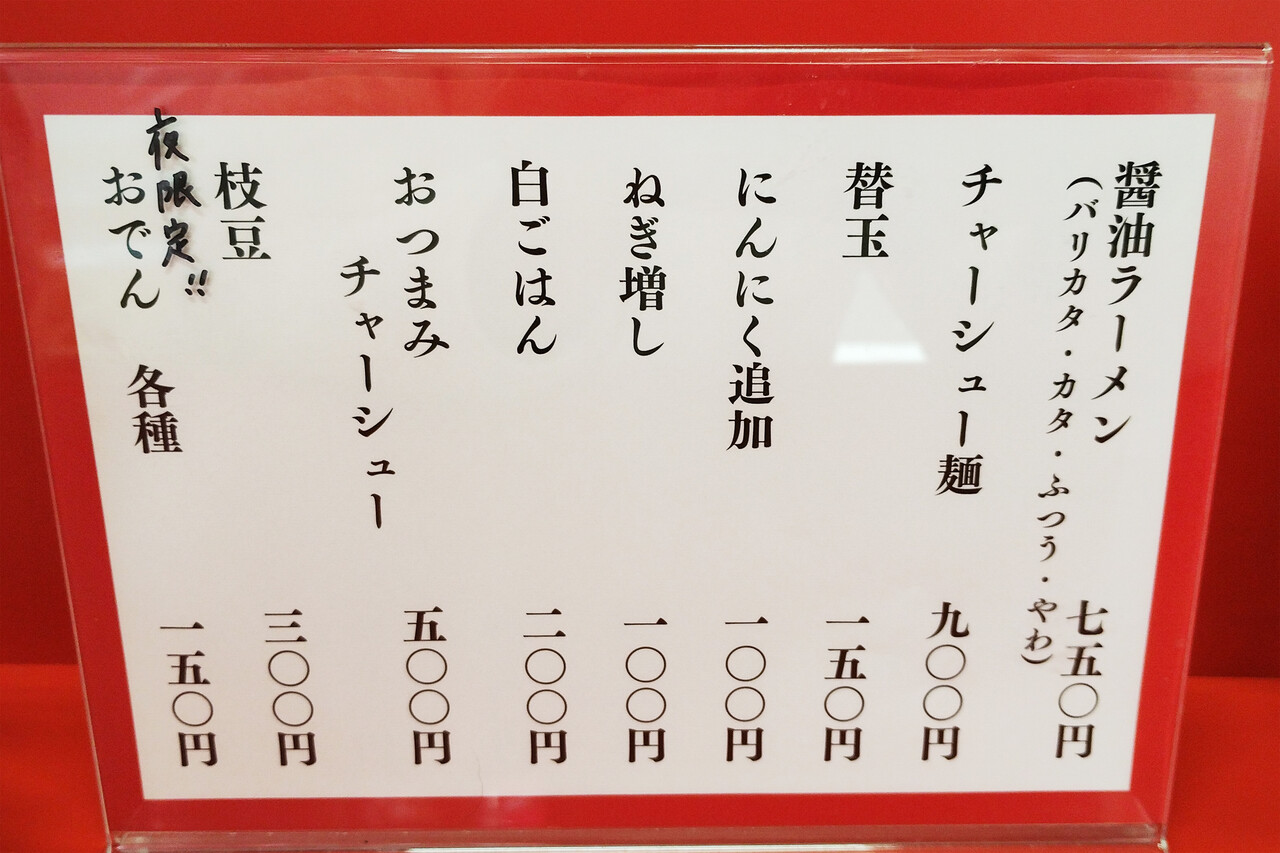 醤油ラーメン
(バリカタ・カタ・ふつう・やわ)
七五〇円
チャーシュー麺
九〇〇円
替玉
一五〇円
にんにく追加
一〇〇円
ねぎ増し
一〇〇円
白ごはん
二〇〇円
おつまみ
チャーシュー
五〇〇円
枝豆
三〇〇円
夜限定!!
おでん 各種
一五〇円